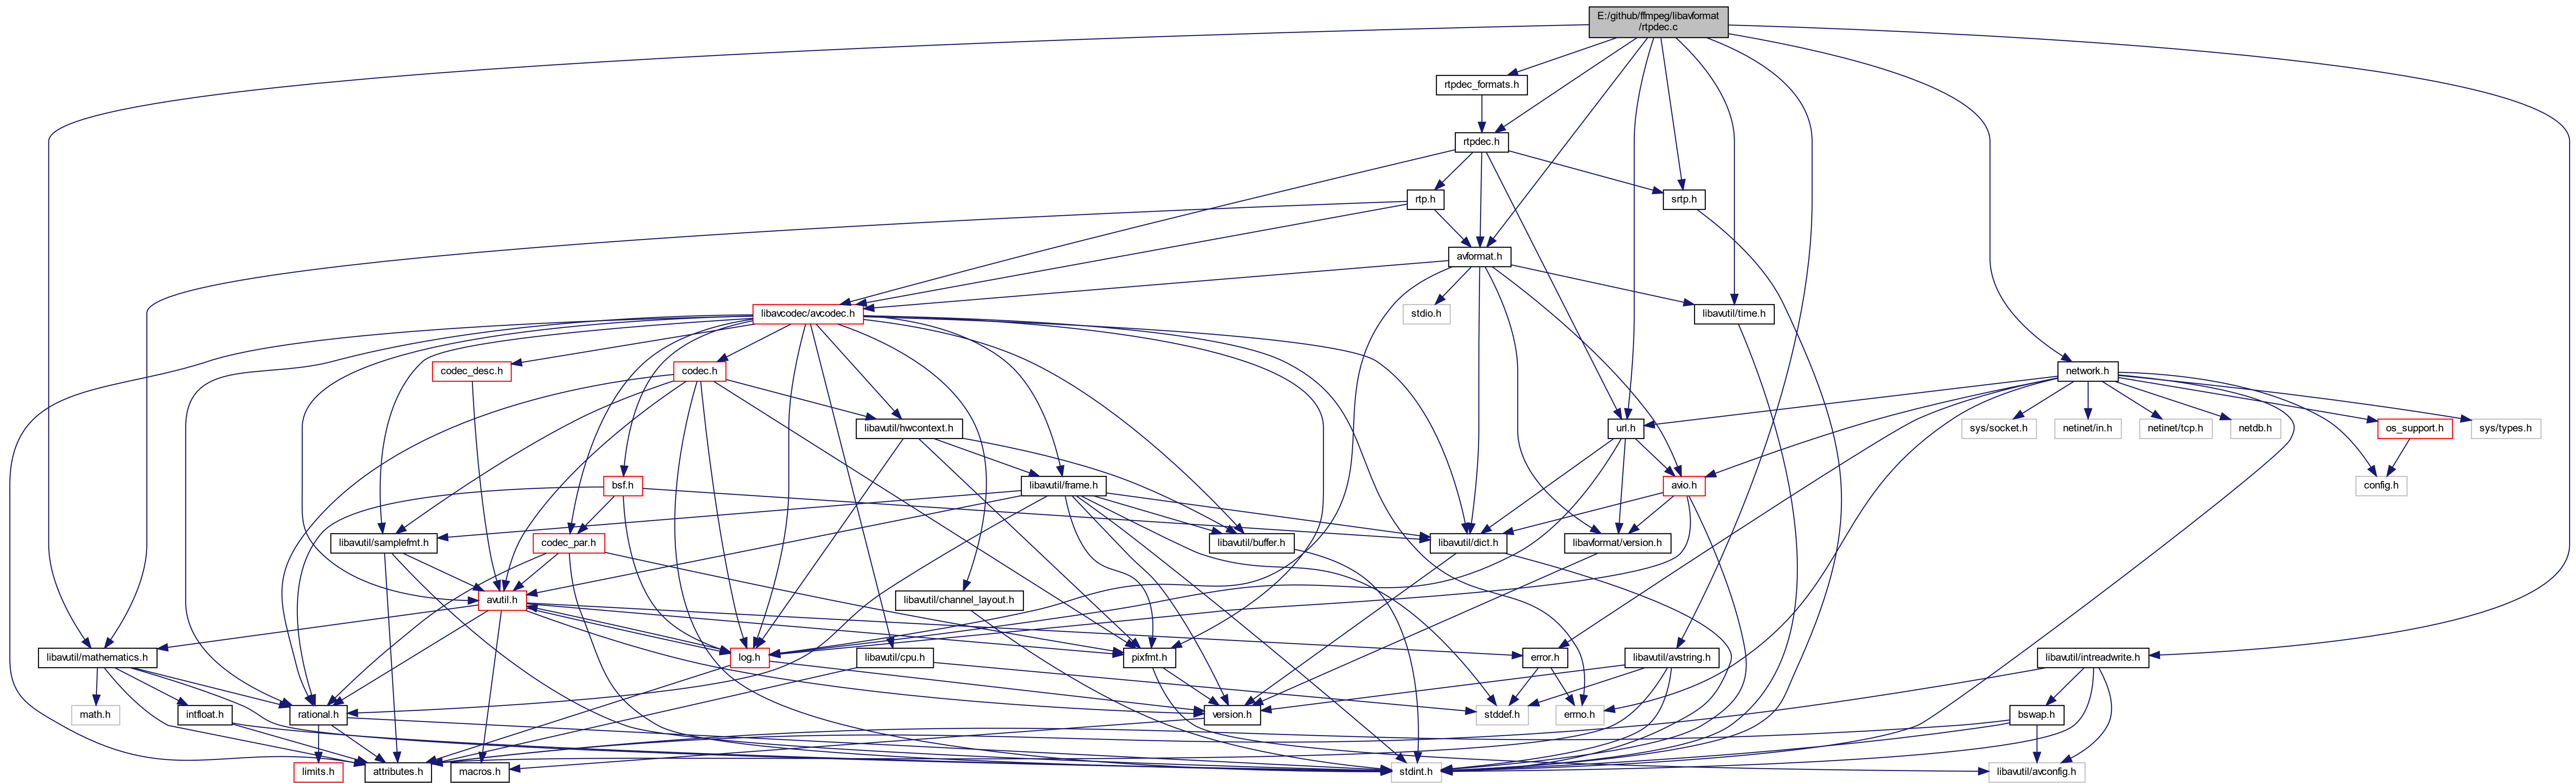 E:/github/ffmpeg/libavformat
/rtpdec.c
rtpdec_formats.h
rtpdec.h
rtp.h
srtp.h
avformat.h
libavcodec/avcodec.h
stdio.h
libavutil/time.h
codec_desc.h
codec.h
network.h
libavutil/hwcontext.h
url.h
sys/socket.h
netinet/in.h
netinet/tcp.h
netdb.h
os_support.h
sys/types.h
bsf.h
libavutil/frame.h
avio.h
config.h
libavutil/samplefmt.h
codec_par.h
libavutil/buffer.h
libavutil/dict.h
libavformat/version.h
avutil.h
libavutil/channel_layout.h
libavutil/mathematics.h
log.h
libavutil/cpu.h
pixfmt.h
error.h
libavutil/avstring.h
libavutil/intreadwrite.h
math.h
intfloat.h
rational.h
version.h
stddef.h
errno.h
bswap.h
limits.h
attributes.h
macros.h
stdint.h
libavutil/avconfig.h